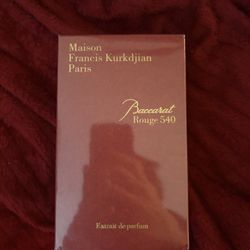 Maison
Francis Kurkdjian
Paris
Baccarat
Rouge 540
Extrait de parfum